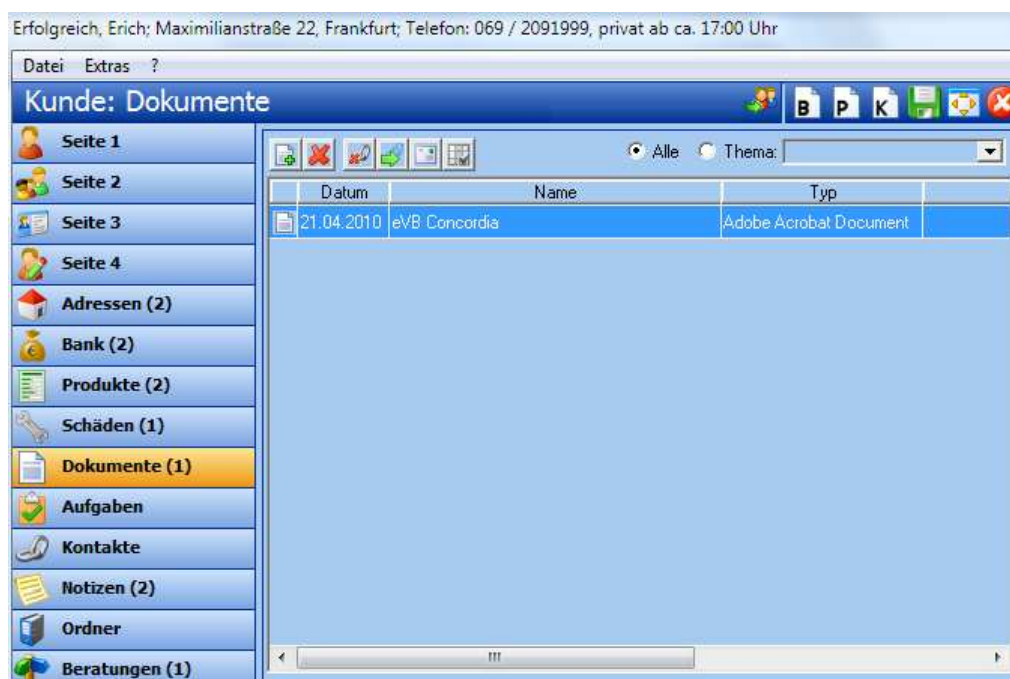 Erfolgreich, Erich; Maximilianstraße 22, Frankfurt; Telefon: 069 / 2091999, privat ab ca. 17:00 Uhr
Datei Extras ?
Kunde: Dokumente B P K
Seite 1
Alle Thema:
Seite 2
Datum Name Typ
Seite 3
21.04.2010 eVB Concordia Adobe Acrobat Document
Seite 4
Adressen (2)
Bank (2)
Produkte (2)
Schäden (1)
Dokumente (1)
Aufgaben
Kontakte
Notizen (2)
Ordner
Beratungen (1)